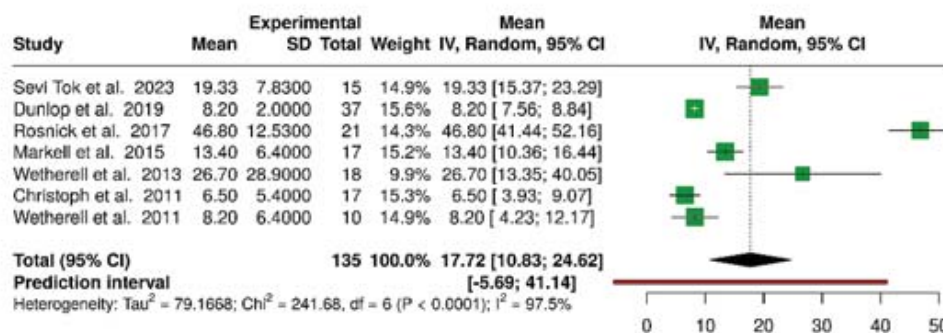 Experimental Mean Mean
Study Mean SD Total Weight IV, Random, 95% CI IV, Random, 95% CI
Sevi Tok et al. 2023 19.33 7.8300 15 14.9% 19.33 [15.37; 23.29]
Dunlop et al. 2019 8.20 2.0000 37 15.6% 8.20 [ 7.56; 8.84]
Rosnick et al. 2017 46.80 12.5300 21 14.3% 46.80 [41.44; 52.16]
Markell et al. 2015 13.40 6.4000 17 15.2% 13.40 [10.36; 16.44]
Wetherell et al. 2013 26.70 28.9000 18 9.9% 26.70 [13.35; 40.05]
Christoph et al. 2011 6.50 5.4000 17 15.3% 6.50 [ 3.93; 9.07]
Wetherell et al. 2011 8.20 6.4000 10 14.9% 8.20 [ 4.23; 12.17]
Total (95% CI) 135 100.0% 17.72 [10.83; 24.62]
Prediction interval [-5.69; 41.14]
Heterogeneity: Tau² = 79.1668; Chi² = 241.68, df = 6 (P < 0.0001); I² = 97.5%
0 10 20 30 40 50